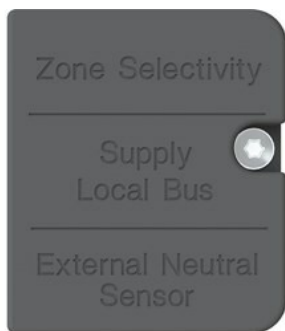 Zone Selectivity
Supply
Local Bus
External Neutral
Sensor